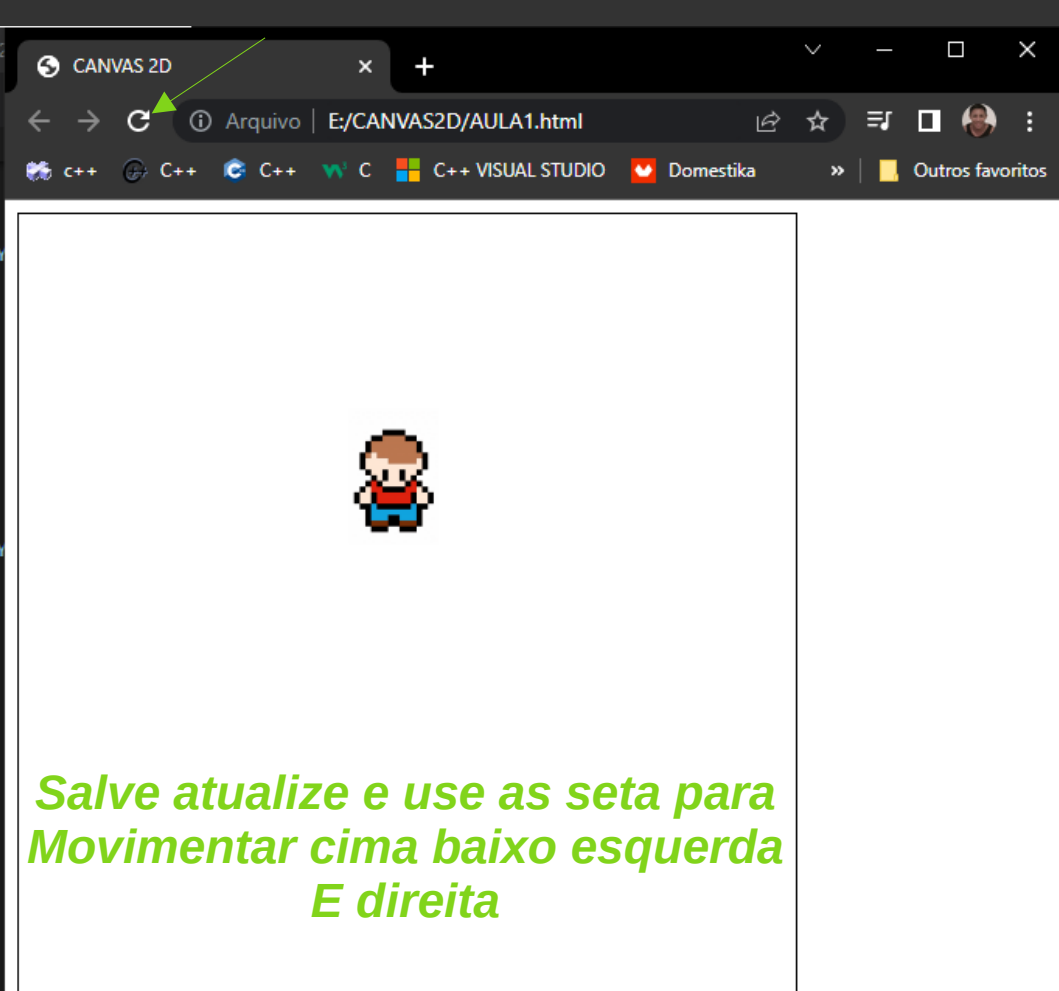 CANVAS 2D
Arquivo E:/CANVAS2D/AULA1.html
c++ C++ C++ C C++ VISUAL STUDIO Domestika » Outros favoritos
Salve atualize e use as seta para
Movimentar cima baixo esquerda
E direita